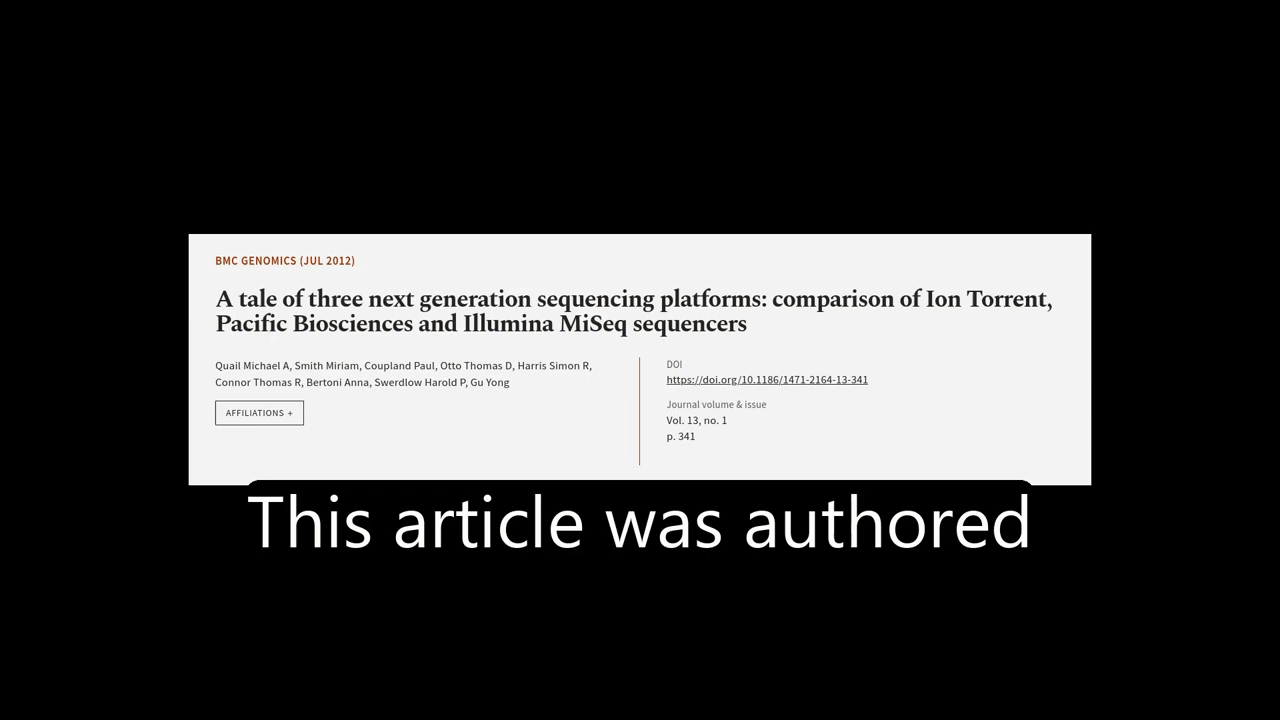 BMC GENOMICS (JUL 2012)
A tale of three next generation sequencing platforms: comparison of Ion Torrent,
Pacific Biosciences and Illumina MiSeq sequencers
Quail Michael A, Smith Miriam, Coupland Paul, Otto Thomas D, Harris Simon R,
Connor Thomas R, Bertoni Anna, Swerdlow Harold P, Gu Yong
AFFILIATIONS +
DOI
https://doi.org/10.1186/1471-2164-13-341
Journal volume & issue
Vol. 13, no. 1
p. 341
This article was authored